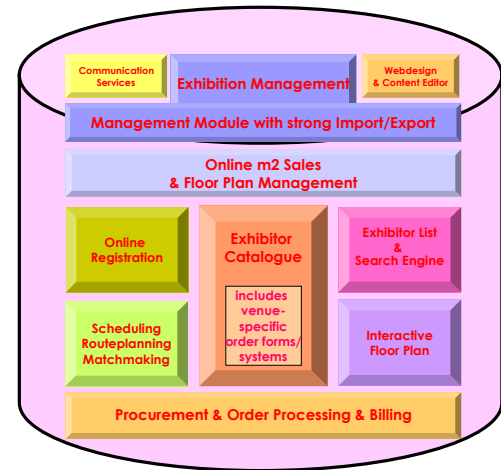 Communication
Services
Exhibition Management
Webdesign
& Content Editor
Management Module with strong Import/Export
Online m2 Sales
& Floor Plan Management
Online
Registration
Exhibitor
Catalogue
includes
venue-
specific
order forms/
systems
Exhibitor List
&
Search Engine
Scheduling
Routeplanning
Matchmaking
Interactive
Floor Plan
Procurement & Order Processing & Billing